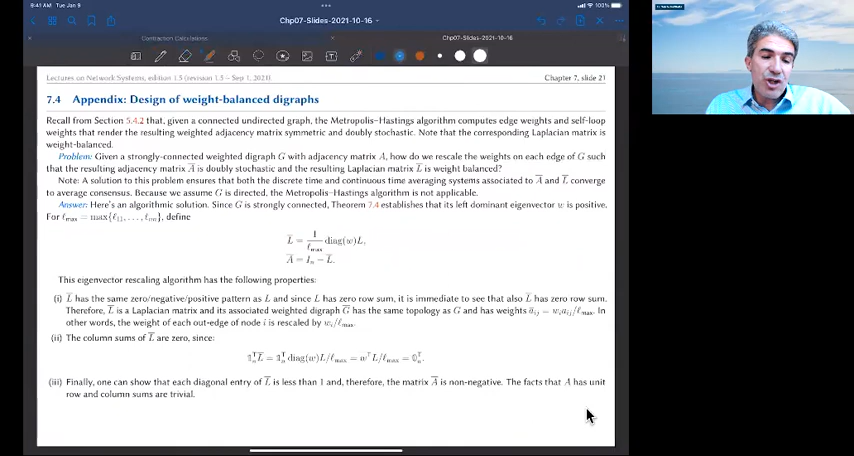 9:41 AM Tue Jan 9
Chp07-Slides-2021-10-16
100%
Contraction Calculations
Chp07-Slides-2021-10-16
Lectures on Network Systems, edition 1.5 (revision 1.5 – Sep 1, 2021)
Chapter 7, slide 21
7.4 Appendix: Design of weight-balanced digraphs
Recall from Section 5.4.2 that, given a connected undirected graph, the Metropolis–Hastings algorithm computes edge weights and self-loop
weights that render the resulting weighted adjacency matrix symmetric and doubly stochastic. Note that the corresponding Laplacian matrix is
weight-balanced.
Problem: Given a strongly-connected weighted digraph G with adjacency matrix A, how do we rescale the weights on each edge of G such
that the resulting adjacency matrix A̅ is doubly stochastic and the resulting Laplacian matrix L̅ is weight balanced?
Note: A solution to this problem ensures that both the discrete time and continuous time averaging systems associated to A̅ and L̅ converge
to average consensus. Because we assume G is directed, the Metropolis-Hastings algorithm is not applicable.
Answer: Here's an algorithmic solution. Since G is strongly connected, Theorem 7.4 establishes that its left dominant eigenvector w is positive.
For ℓmax = max{ℓ11, . . . , ℓnn}, define
L̅ = 1/ℓmax diag(w)L,
A̅ = In − L̅.
This eigenvector rescaling algorithm has the following properties:
(i) L̅ has the same zero/negative/positive pattern as L and since L has zero row sum, it is immediate to see that also L̅ has zero row sum.
Therefore, L̅ is a Laplacian matrix and its associated weighted digraph G̅ has the same topology as G and has weights a̅ij = wiaij/ℓmax. In
other words, the weight of each out-edge of node i is rescaled by wi/ℓmax.
(ii) The column sums of L̅ are zero, since:
𝟙nᵀL̅ = 𝟙nᵀ diag(w)L/ℓmax = wᵀL/ℓmax = 𝟘nᵀ.
(iii) Finally, one can show that each diagonal entry of L̅ is less than 1 and, therefore, the matrix A̅ is non-negative. The facts that A has unit
row and column sums are trivial.